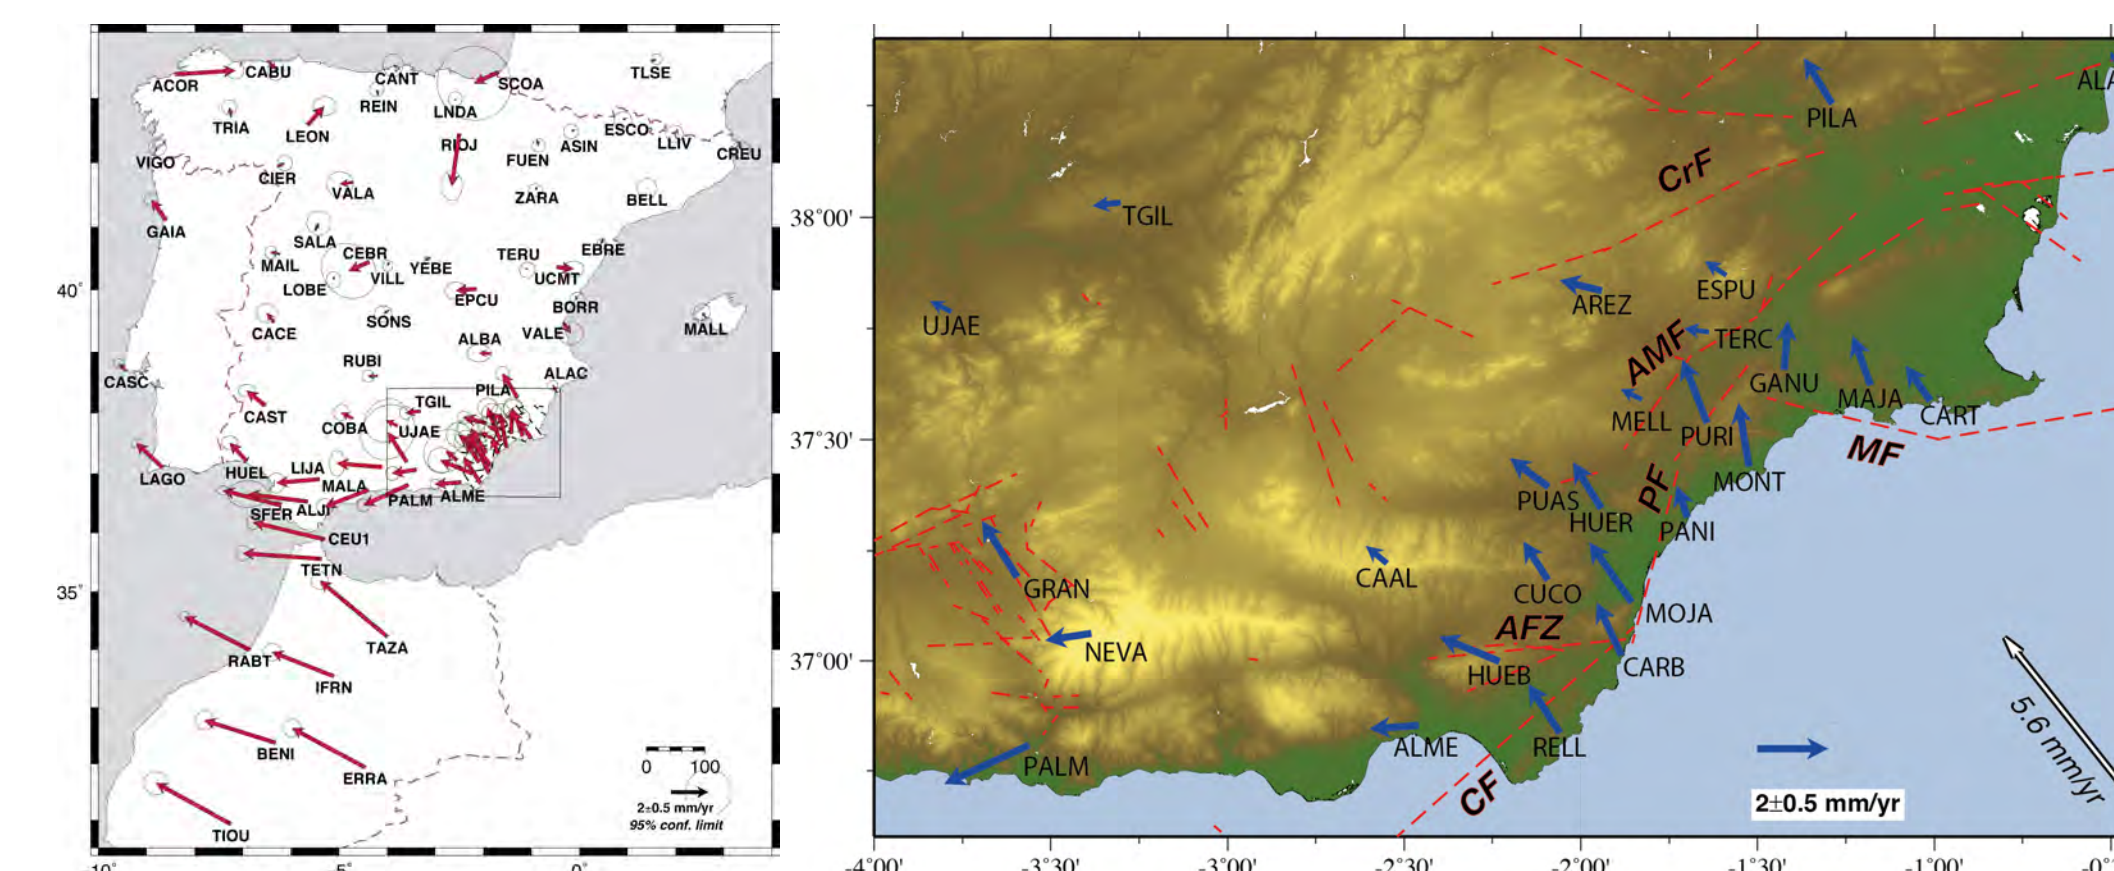 ACOR
CABU
CANT
SCOA
TLSE
REIN
LNDA
TRIA
LEON
RIOJ
ESCO
ASIN
LLIV
CREU
VIGO
FUEN
CIER
VALA
ZARA
BELL
GAIA
SALA
MAIL
CEBR
VILL
YEBE
TERU
EBRE
UCMT
LOBE
EPCU
BORR
40°
CACE
SONS
VALE
MALL
ALBA
RUBI
CASC
ALAC
PILA
CAST
TGIL
COBA
UJAE
LAGO
HUEL
LIJA
MALA
PALM
ALME
SFER
ALJI
CEU1
TETN
35°
TAZA
RABT
IFRN
BENI
ERRA
TIOU
0 100
2±0.5 mm/yr
95% conf. limit
-10°
-5°
0°
PILA
CrF
38°00'
TGIL
ESPU
AREZ
UJAE
AMF
TERC
GANU
MAJA
CART
MELL
PURI
37°30'
MF
MONT
PUAS
PF
HUER
PANI
CAAL
GRAN
CUCO
MOJA
AFZ
NEVA
37°00'
HUEB
CARB
ALME
RELL
PALM
CF
5.6 mm/yr
2±0.5 mm/yr
-4°00'
-3°30'
-3°00'
-2°30'
-2°00'
-1°30'
-1°00'